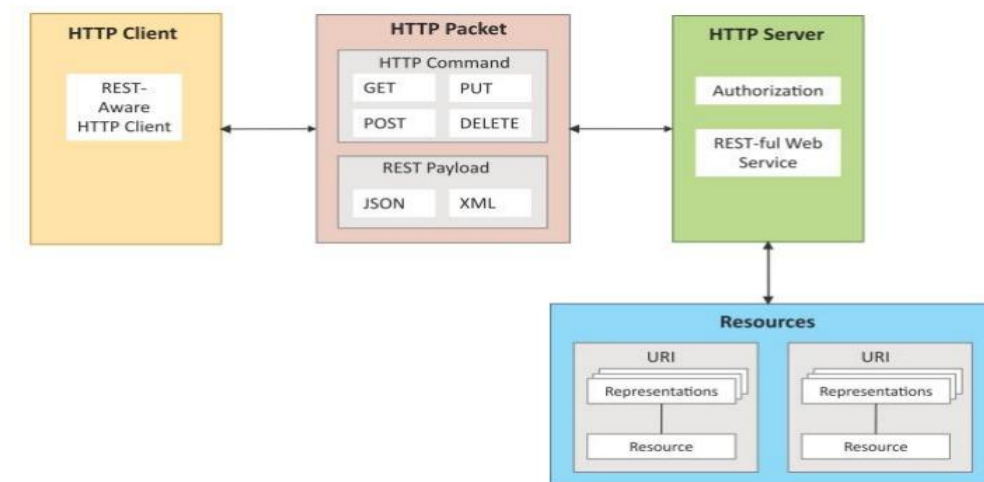 HTTP Client
REST-
Aware
HTTP Client
HTTP Packet
HTTP Command
GET
PUT
POST
DELETE
REST Payload
JSON
XML
HTTP Server
Authorization
REST-ful Web
Service
Resources
URI
Representations
Resource
URI
Representations
Resource